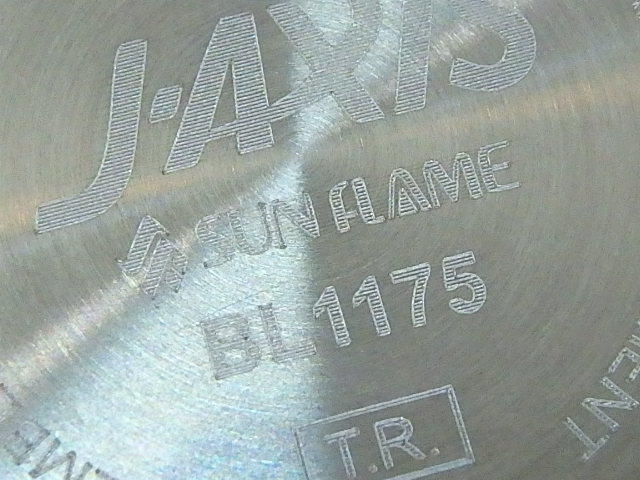 J·AXIS
SUN FLAME
BL1175
T.R.